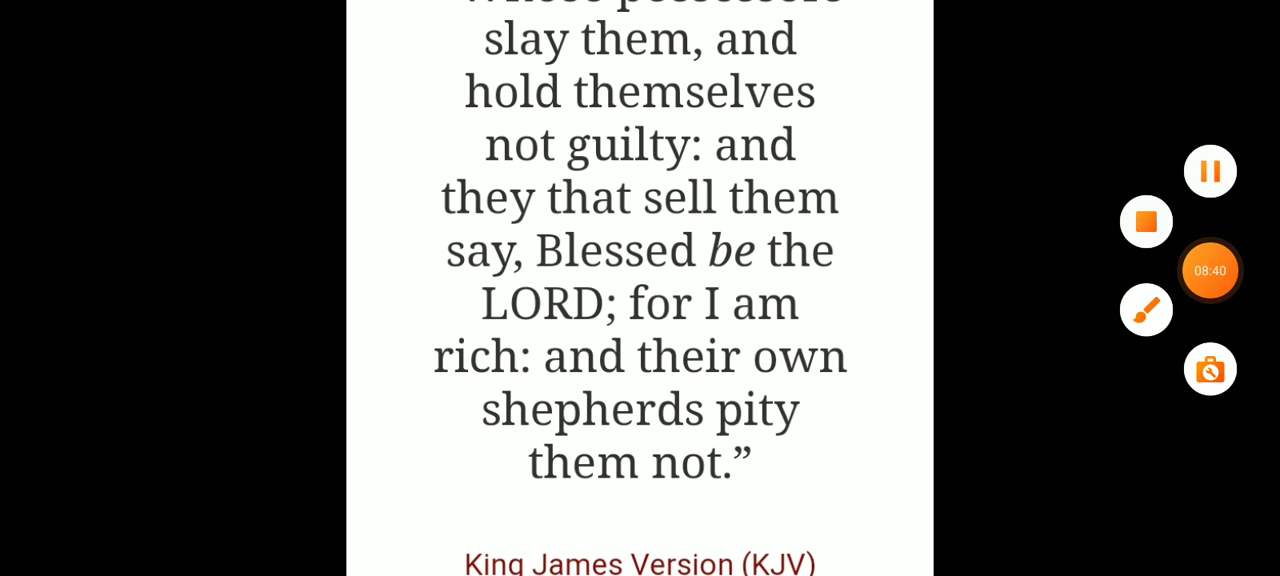 slay them, and
hold themselves
not guilty: and
they that sell them
say, Blessed be the
LORD; for I am
rich: and their own
shepherds pity
them not.”
King James Version (KJV)
08:40